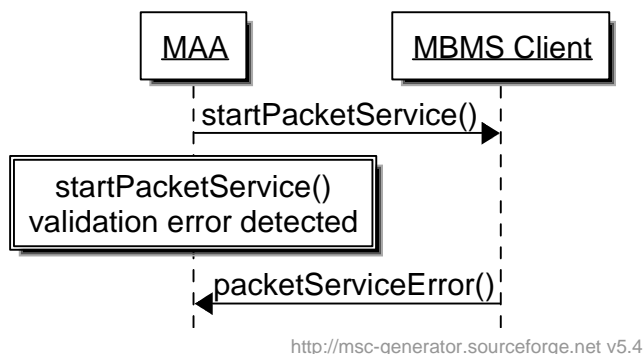 MAA
MBMS Client
startPacketService()
startPacketService()
validation error detected
packetServiceError()
http://msc-generator.sourceforge.net v5.4